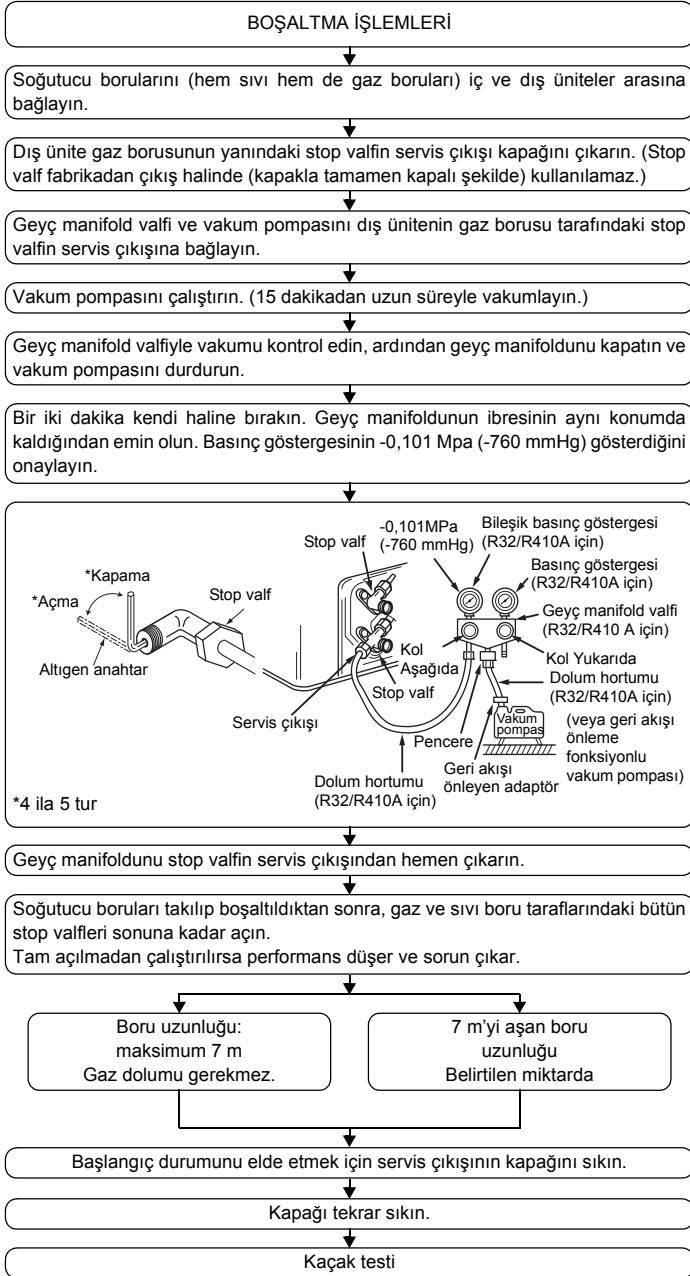 BOŞALTMA İŞLEMLERİ
Soğutucu borularını (hem sıvı hem de gaz boruları) iç ve dış üniteler arasına
bağlayın.
Dış ünite gaz borusunun yanındaki stop valfin servis çıkışı kapağını çıkarın. (Stop
valf fabrikadan çıkış halinde (kapakla tamamen kapalı şekilde) kullanılamaz.)
Geyç manifold valfi ve vakum pompasını dış ünitenin gaz borusu tarafındaki stop
valfin servis çıkışına bağlayın.
Vakum pompasını çalıştırın. (15 dakikadan uzun süreyle vakumlayın.)
Geyç manifold valfiyle vakumu kontrol edin, ardından geyç manifoldunu kapatın ve
vakum pompasını durdurun.
Bir iki dakika kendi haline bırakın. Geyç manifoldunun ibresinin aynı konumda
kaldığından emin olun. Basınç göstergesinin -0,101 Mpa (-760 mmHg) gösterdiğini
onaylayın.
*Kapama
*Açma
Altıgen anahtar
Stop valf
Stop valf
-0,101MPa
(-760 mmHg)
Bileşik basınç göstergesi
(R32/R410A için)
Basınç göstergesi
(R32/R410A için)
Geyç manifold valfi
(R32/R410 A için)
Kol
Aşağıda
Kol Yukarıda
Stop valf
Servis çıkışı
Dolum hortumu
(R32/R410A için)
Vakum
pompas
Pencere
(veya geri akışı
önleme
fonksiyonlu
vakum pompası)
Geri akışı
önleyen adaptör
Dolum hortumu
(R32/R410A için)
*4 ila 5 tur
Geyç manifoldunu stop valfin servis çıkışından hemen çıkarın.
Soğutucu boruları takılıp boşaltıldıktan sonra, gaz ve sıvı boru taraflarındaki bütün
stop valfleri sonuna kadar açın.
Tam açılmadan çalıştırılırsa performans düşer ve sorun çıkar.
Boru uzunluğu:
maksimum 7 m
Gaz dolumu gerekmez.
7 m’yi aşan boru
uzunluğu
Belirtilen miktarda
Başlangıç durumunu elde etmek için servis çıkışının kapağını sıkın.
Kapağı tekrar sıkın.
Kaçak testi